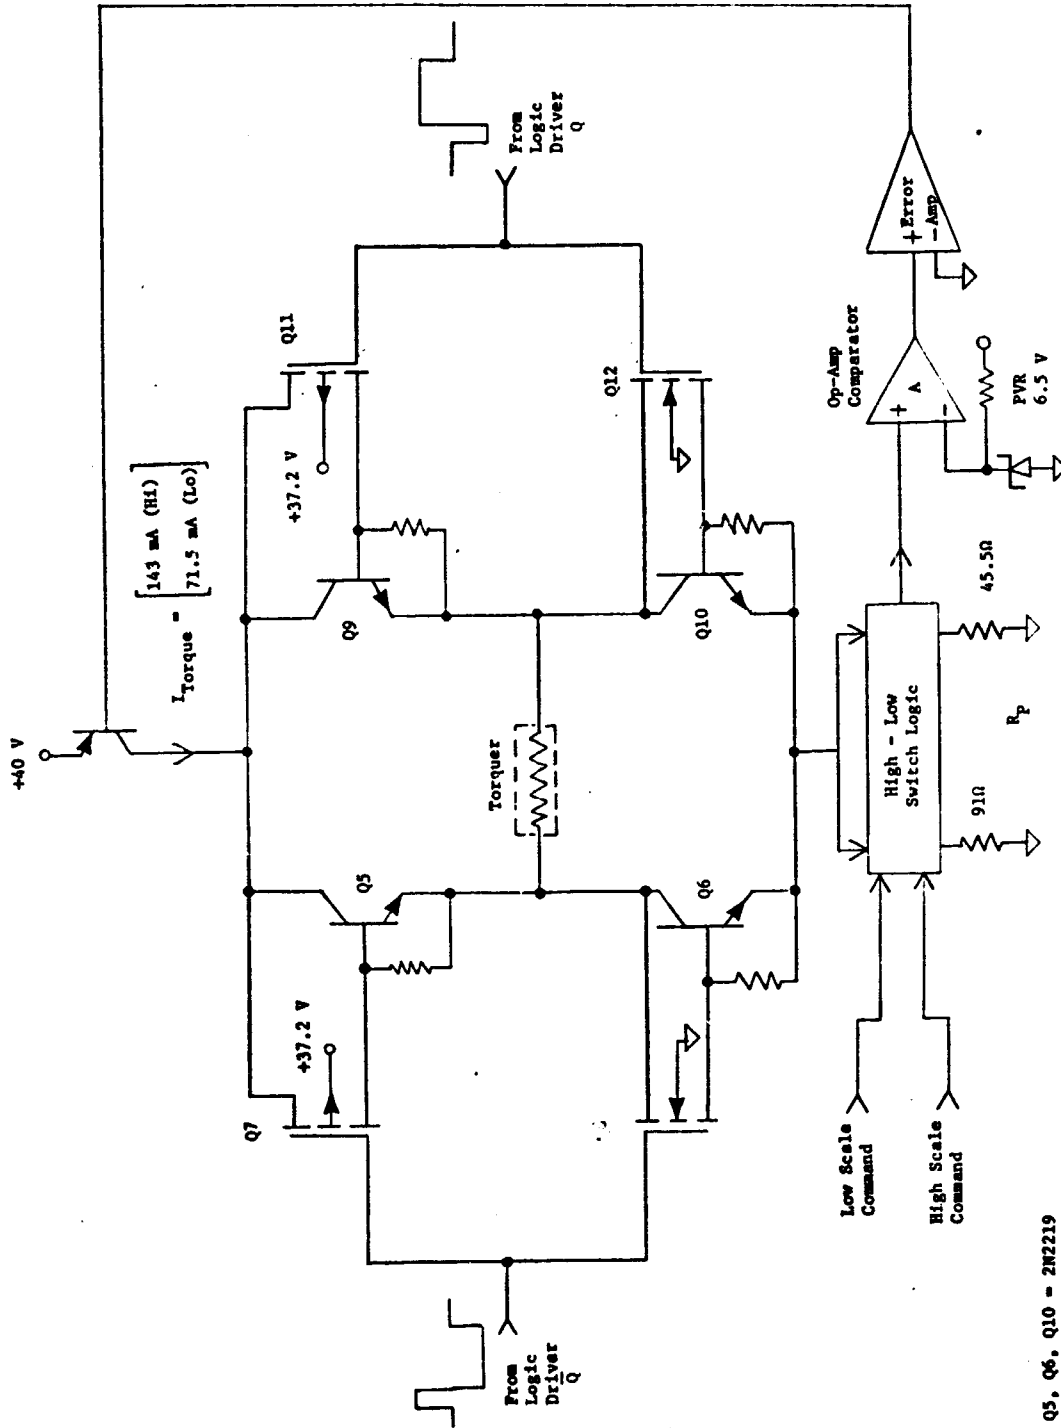 +40 V
I Torque = [143 mA (Hi)
71.5 mA (Lo)]
Q7
+37.2 V
Q5
Q9
+37.2 V
Q11
From
Logic
Driver
Q̅
Torquer
From
Logic
Driver
Q
Q6
Q10
Q12
Low Scale
Command
High Scale
Command
High - Low
Switch Logic
91Ω
RP
45.5Ω
Op-Amp
Comparator
+
A
-
PVR
6.5 V
+ Error
- Amp
Q5, Q6, Q10 = 2N2219